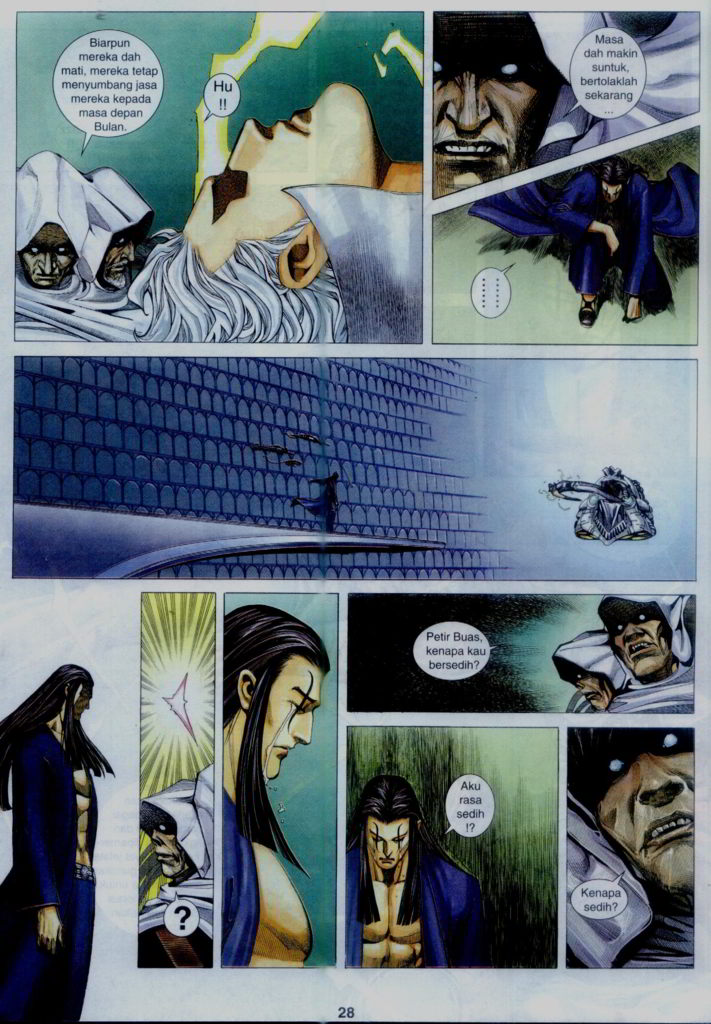 Biarpun
mereka dah
mati, mereka tetap
menyumbang jasa
mereka kepada
masa depan
Bulan.
Hu
!!
Masa
dah makin
suntuk,
bertolaklah
sekarang
...
Petir Buas,
kenapa kau
bersedih?
?
Aku
rasa
sedih
!?
Kenapa
sedih?
28